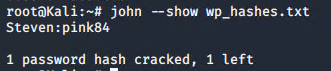 root@Kali:~# john --show wp_hashes.txt
Steven:pink84
1 password hash cracked, 1 left